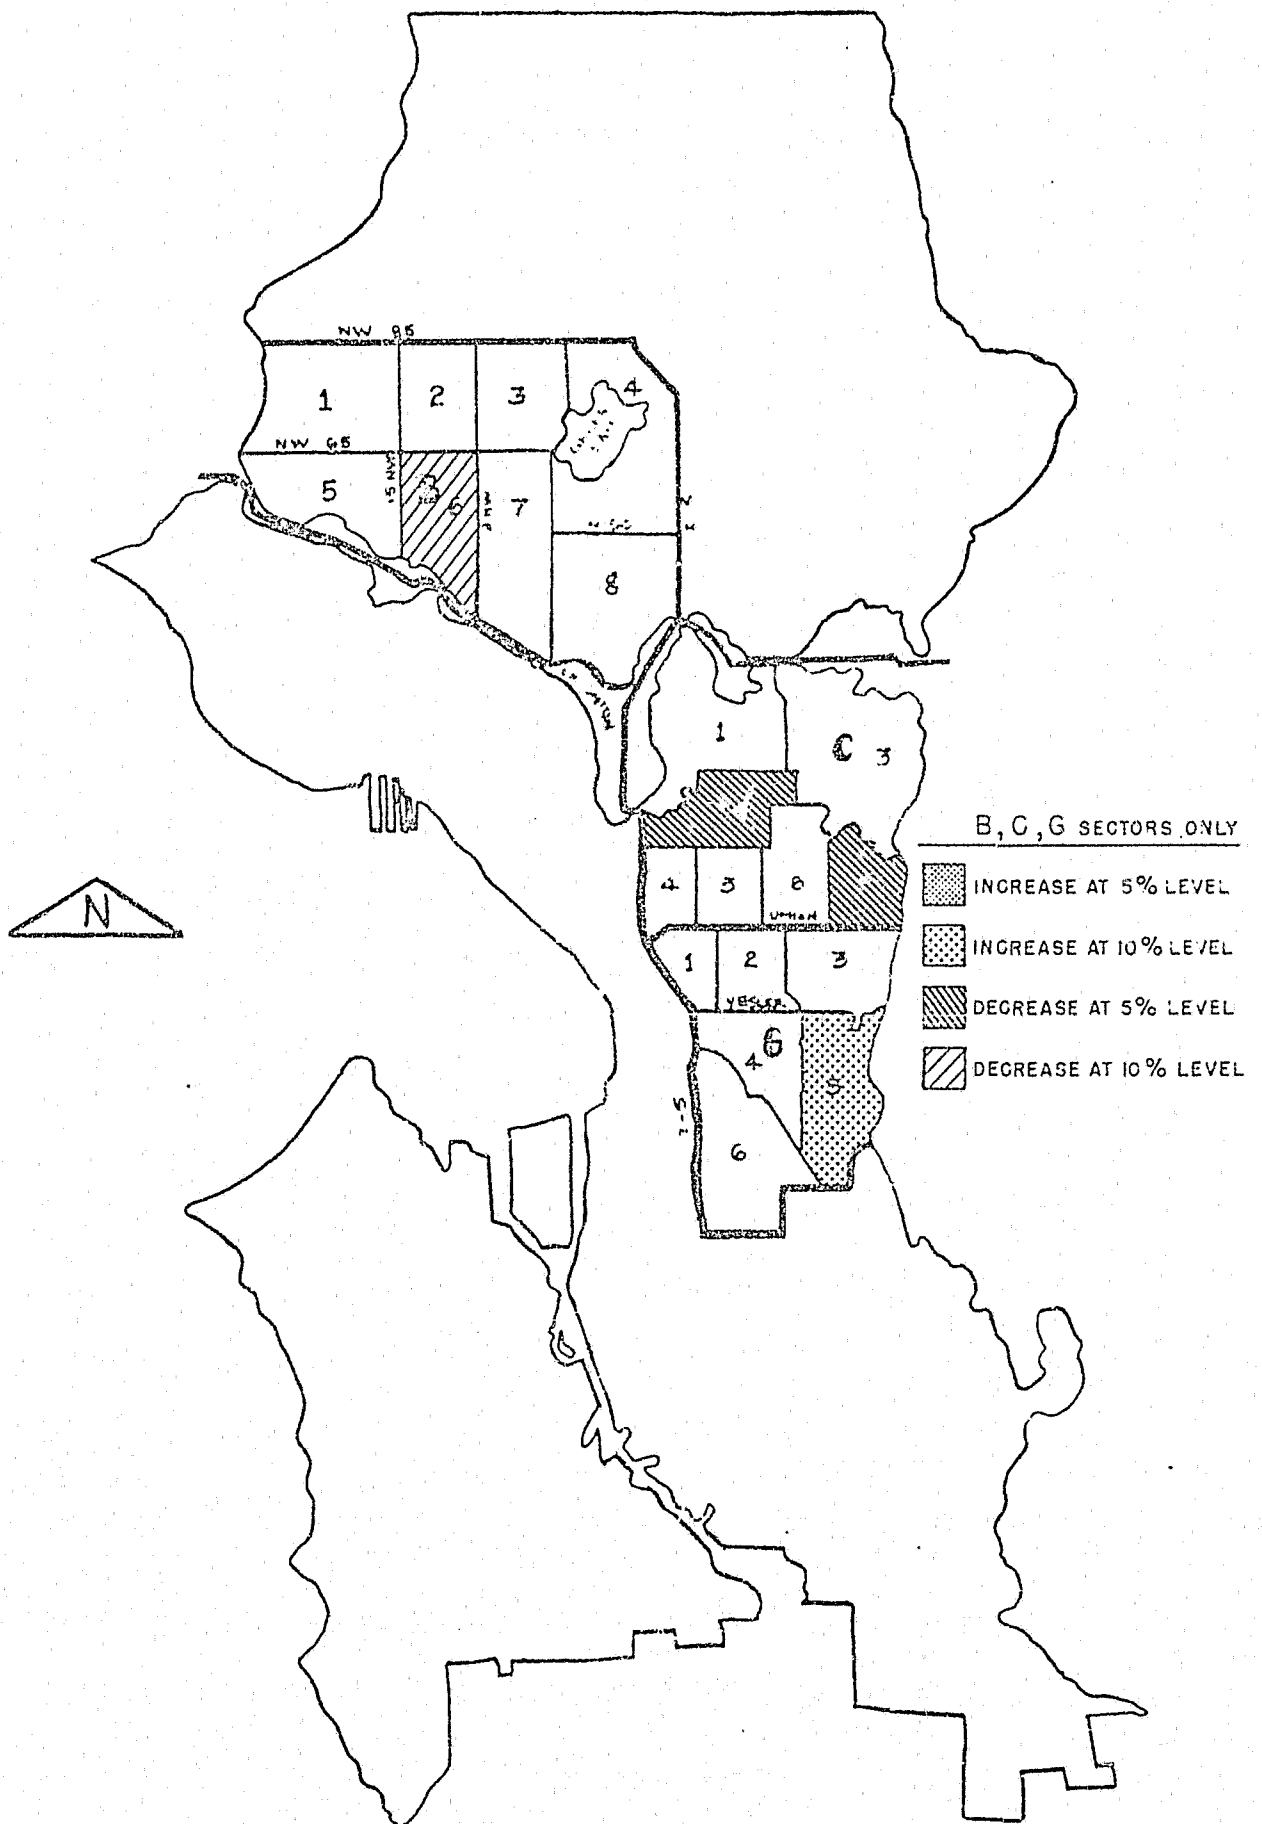 NW 85
1
2
3
4
NW 65
5
15 NW
6
7
8
1
C 3
B, C, G SECTORS ONLY
INCREASE AT 5% LEVEL
4
3
6
UNION
INCREASE AT 10% LEVEL
N
1
2
3
YESLER
DECREASE AT 5% LEVEL
G
4
5
DECREASE AT 10% LEVEL
I-5
6